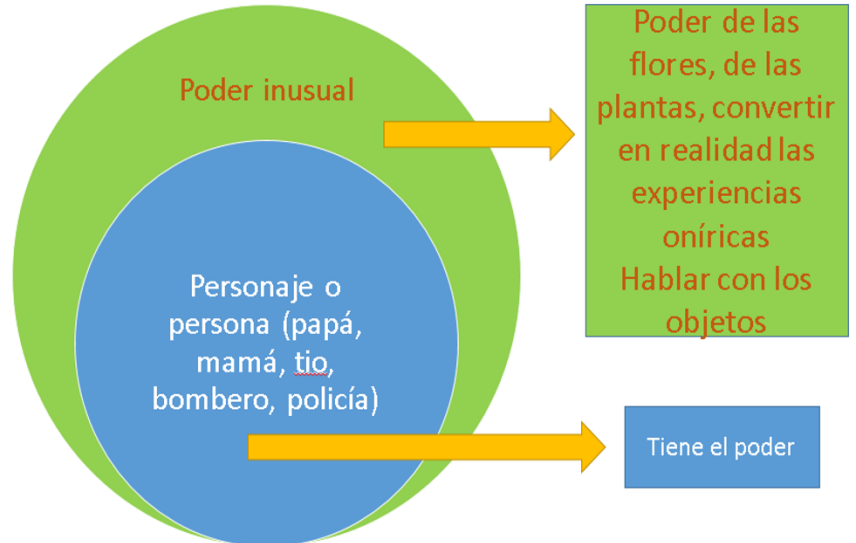 Poder inusual
Personaje o
persona (papá,
mamá, tio,
bombero, policía)
Poder de las
flores, de las
plantas, convertir
en realidad las
experiencias
oníricas
Hablar con los
objetos
Tiene el poder